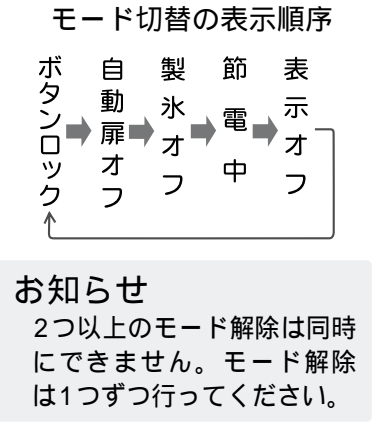 モード切替の表示順序
ボタンロック
自動扉オフ
製氷オフ
節電中
表示オフ
お知らせ
2つ以上のモード解除は同時
にできません。モード解除
は1つずつ行ってください。